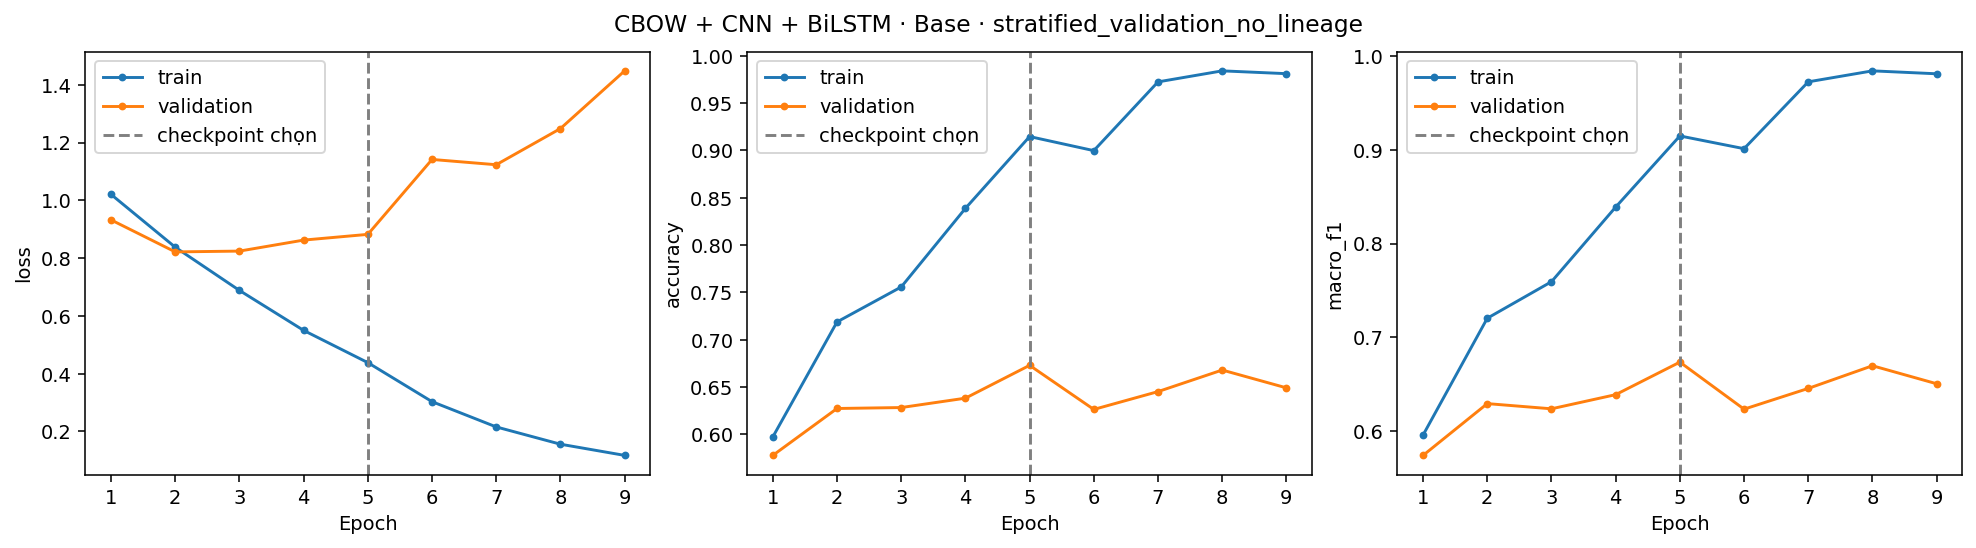 CBOW + CNN + BiLSTM · Base · stratified_validation_no_lineage
train
validation
checkpoint chọn
loss
1.4
1.2
1.0
0.8
0.6
0.4
0.2
1 2 3 4 5 6 7 8 9
Epoch
train
validation
checkpoint chọn
accuracy
1.00
0.95
0.90
0.85
0.80
0.75
0.70
0.65
0.60
1 2 3 4 5 6 7 8 9
Epoch
train
validation
checkpoint chọn
macro_f1
1.0
0.9
0.8
0.7
0.6
1 2 3 4 5 6 7 8 9
Epoch